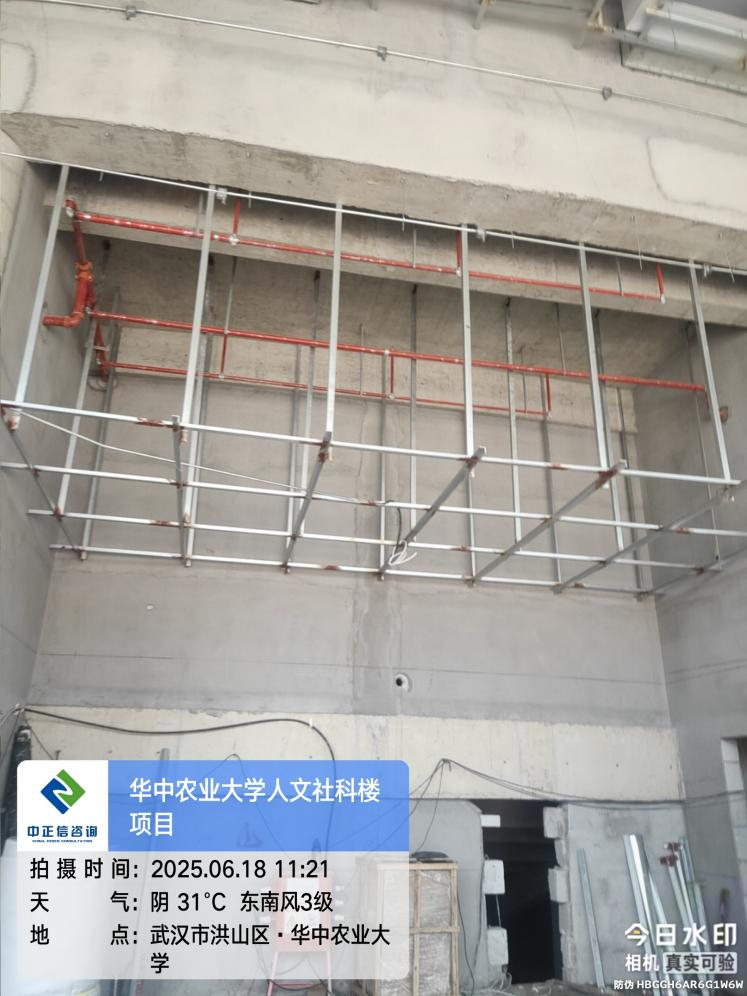 中正信咨询
CHINA ZENXIN CONSULTATION
华中农业大学人文社科楼
项目
拍摄时间: 2025.06.18 11:21
天气: 阴 31°C 东南风3级
地点: 武汉市洪山区·华中农业大
学
今日水印
相机 真实可验
防伪 HBGGH6AR6G1W6W